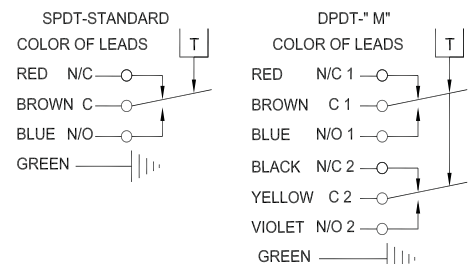 SPDT-STANDARD
COLOR OF LEADS T
RED N/C
BROWN C
BLUE N/O
GREEN
DPDT-" M"
COLOR OF LEADS T
RED N/C 1
BROWN C 1
BLUE N/O 1
BLACK N/C 2
YELLOW C 2
VIOLET N/O 2
GREEN